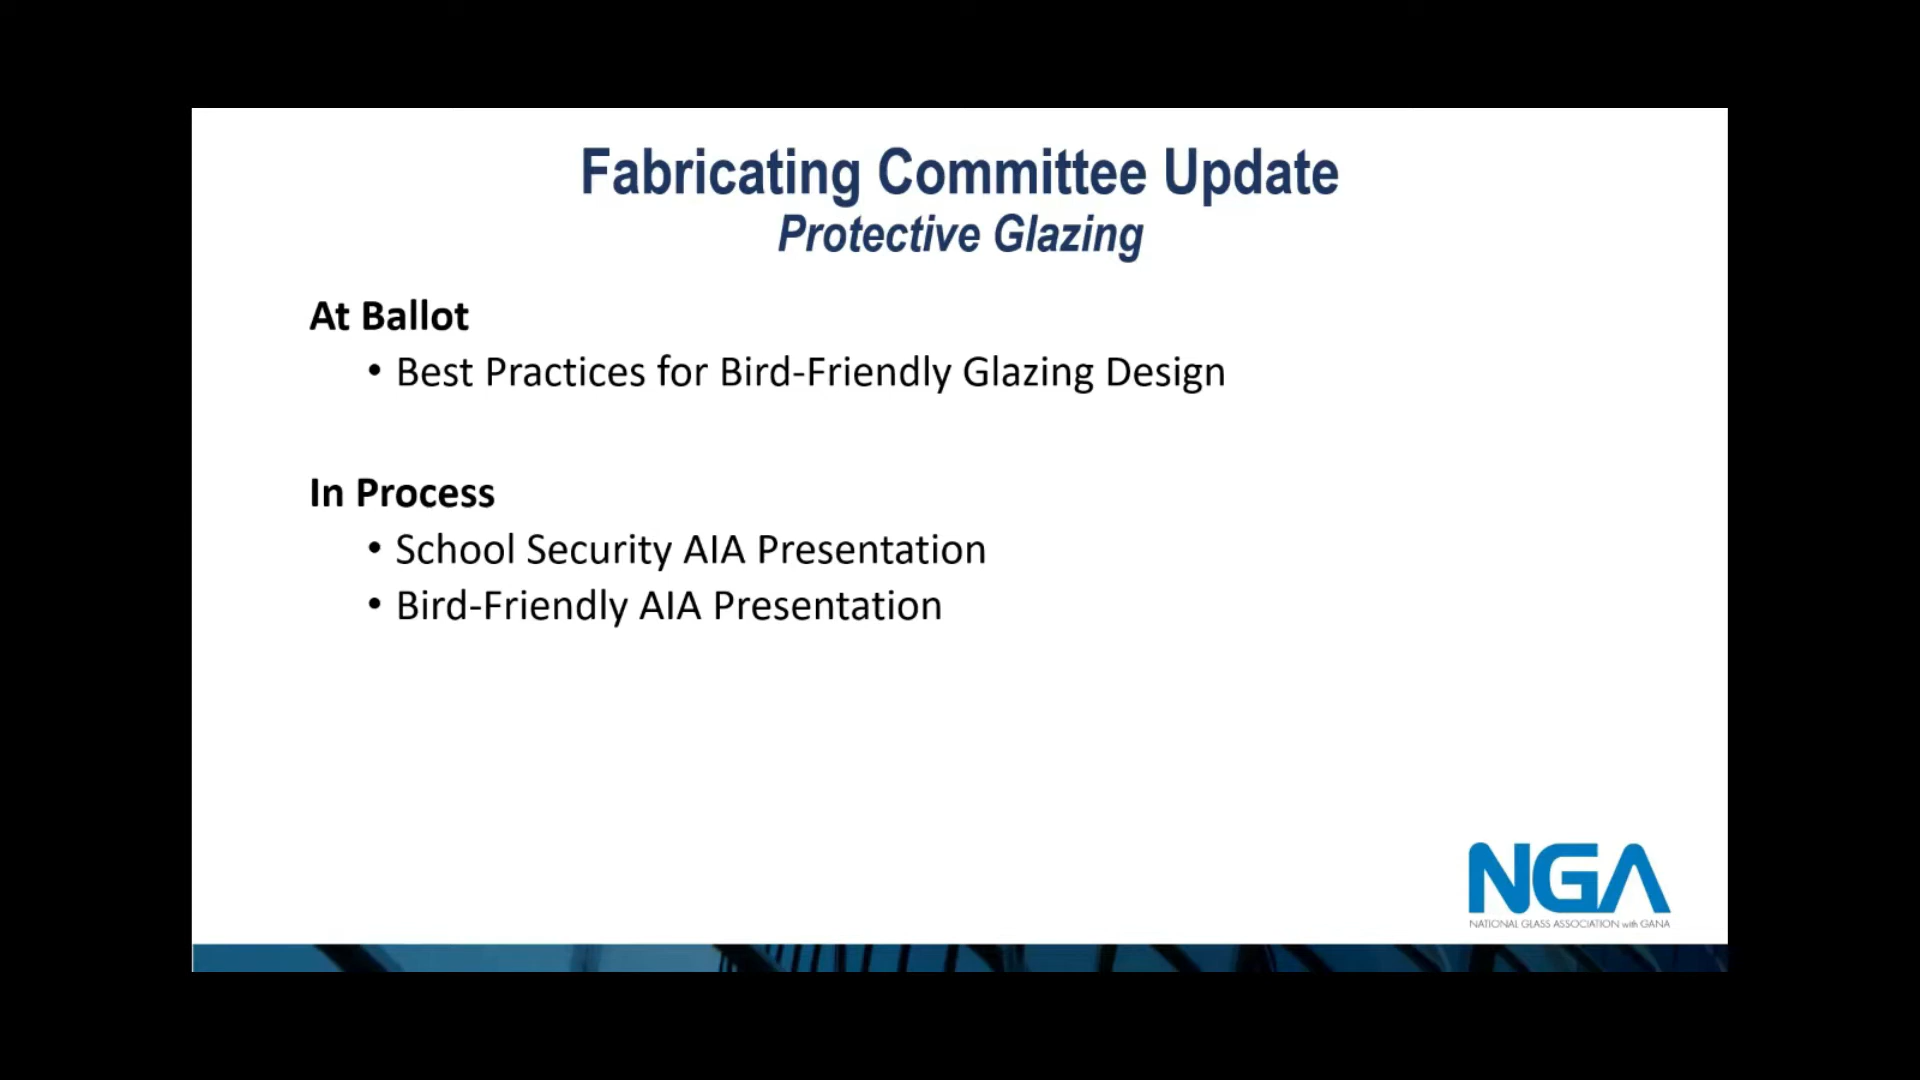 Fabricating Committee Update
Protective Glazing
At Ballot
• Best Practices for Bird-Friendly Glazing Design
In Process
• School Security AIA Presentation
• Bird-Friendly AIA Presentation
NGA
NATIONAL GLASS ASSOCIATION with GANA